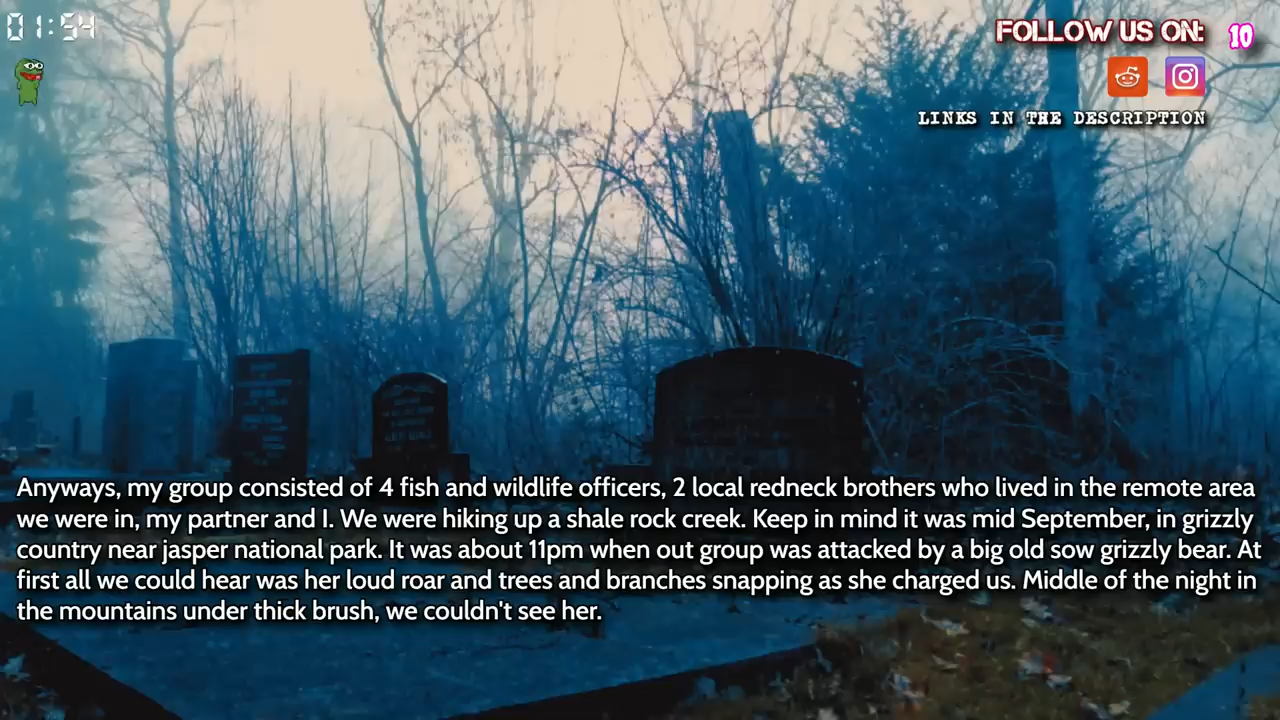 01:54
FOLLOW US ON:
10
LINKS IN THE DESCRIPTION
Anyways, my group consisted of 4 fish and wildlife officers, 2 local redneck brothers who lived in the remote area
we were in, my partner and I. We were hiking up a shale rock creek. Keep in mind it was mid September, in grizzly
country near jasper national park. It was about 11pm when out group was attacked by a big old sow grizzly bear. At
first all we could hear was her loud roar and trees and branches snapping as she charged us. Middle of the night in
the mountains under thick brush, we couldn't see her.